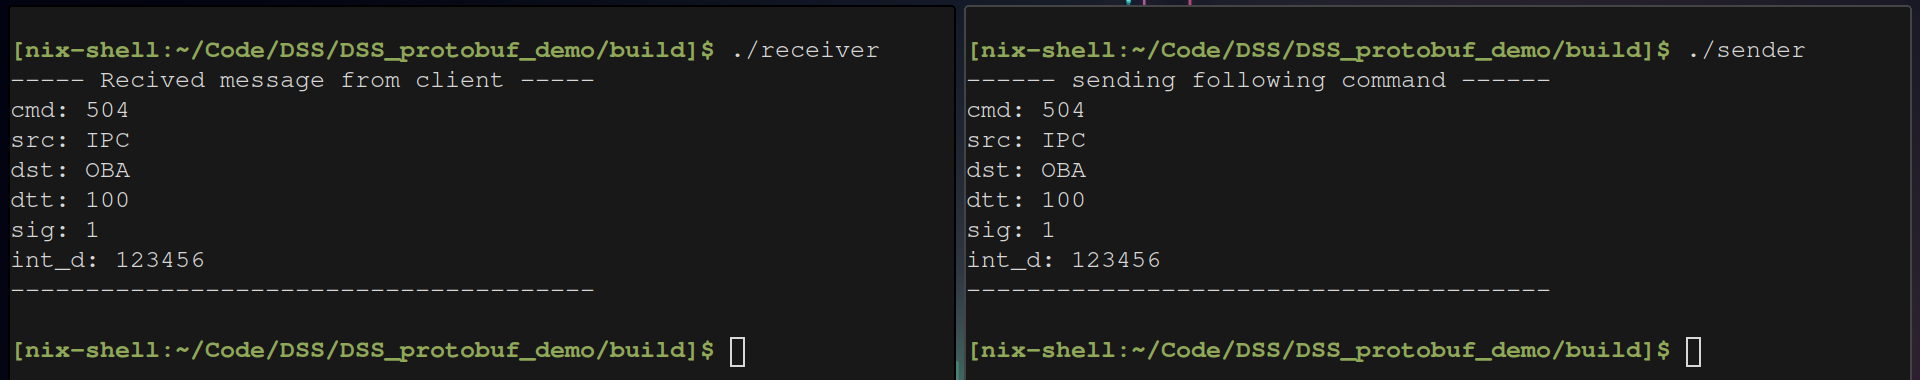 [nix-shell:~/Code/DSS/DSS_protobuf_demo/build]$ ./receiver
----- Recived message from client -----
cmd: 504
src: IPC
dst: OBA
dtt: 100
sig: 1
int_d: 123456
---------------------------------------
[nix-shell:~/Code/DSS/DSS_protobuf_demo/build]$
[nix-shell:~/Code/DSS/DSS_protobuf_demo/build]$ ./sender
------ sending following command ------
cmd: 504
src: IPC
dst: OBA
dtt: 100
sig: 1
int_d: 123456
---------------------------------------
[nix-shell:~/Code/DSS/DSS_protobuf_demo/build]$